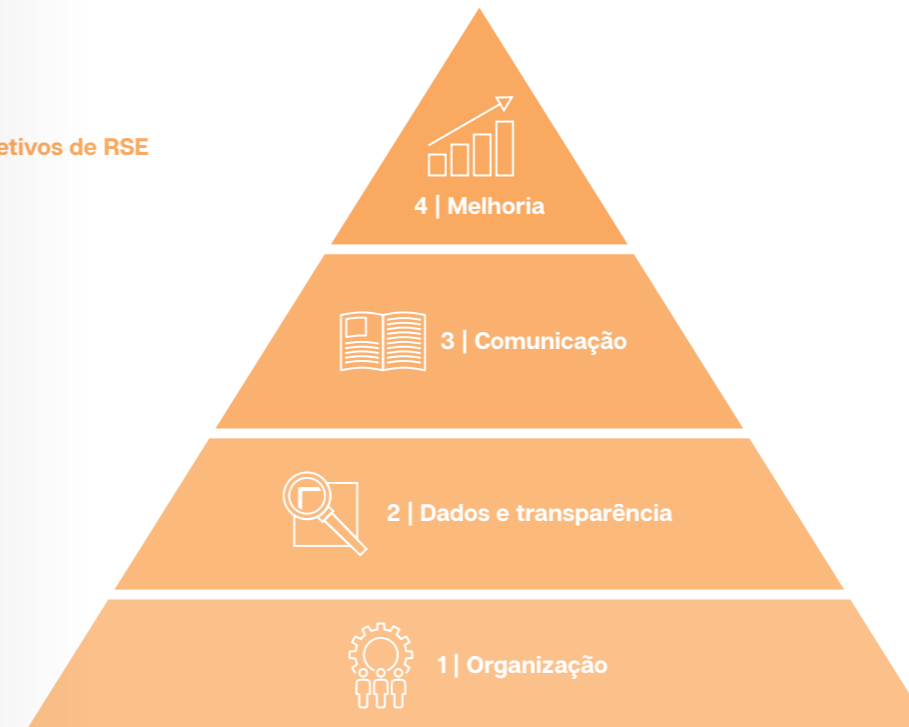 etivos de RSE
4 | Melhoria
3 | Comunicação
2 | Dados e transparência
1 | Organização